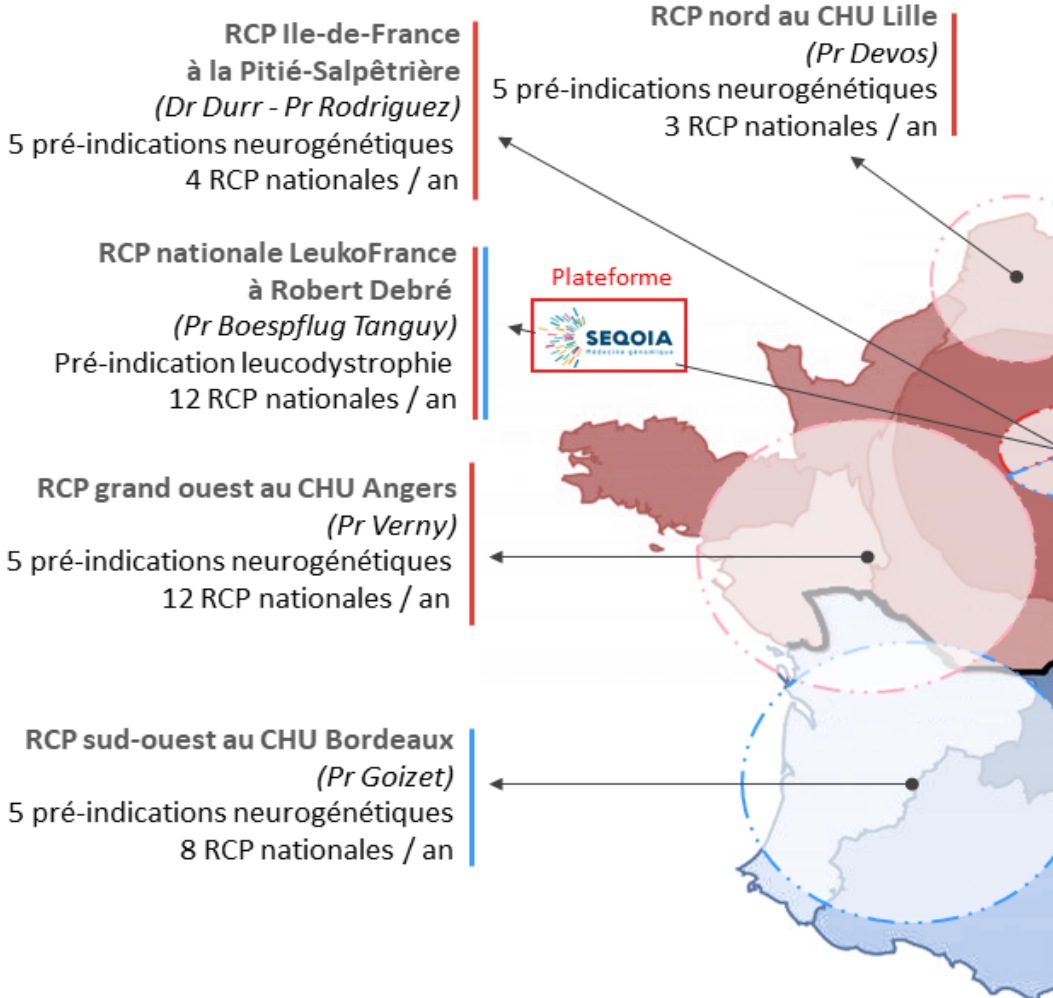 RCP Ile-de-France
à la Pitié-Salpêtrière
(Dr Durr - Pr Rodriguez)
5 pré-indications neurogénétiques
4 RCP nationales / an
RCP nord au CHU Lille
(Pr Devos)
5 pré-indications neurogénétiques
3 RCP nationales / an
RCP nationale LeukoFrance
à Robert Debré
(Pr Boespflug Tanguy)
Pré-indication leucodystrophie
12 RCP nationales / an
Plateforme
SEQOIA
Médecine génomique
RCP grand ouest au CHU Angers
(Pr Verny)
5 pré-indications neurogénétiques
12 RCP nationales / an
RCP sud-ouest au CHU Bordeaux
(Pr Goizet)
5 pré-indications neurogénétiques
8 RCP nationales / an